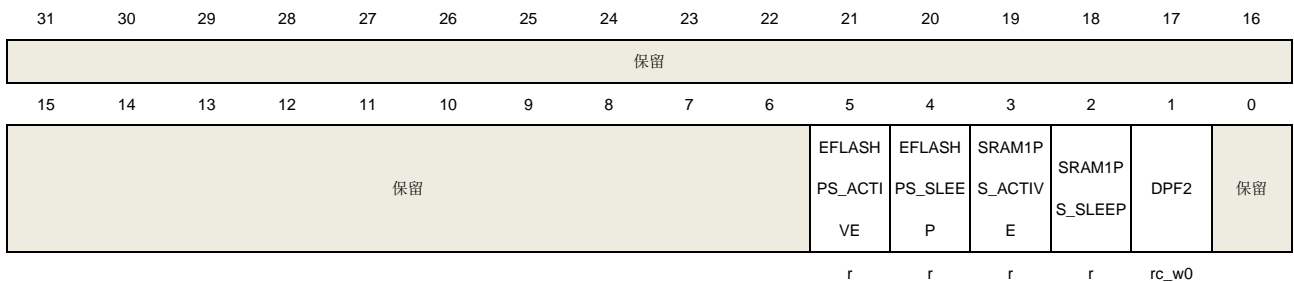 31 30 29 28 27 26 25 24 23 22 21 20 19 18 17 16
保留
15 14 13 12 11 10 9 8 7 6 5 4 3 2 1 0
保留
EFLASH
PS_ACTI
VE
EFLASH
PS_SLEE
P
SRAM1P
S_ACTIV
E
SRAM1P
S_SLEEP
DPF2
保留
r r r r rc_w0